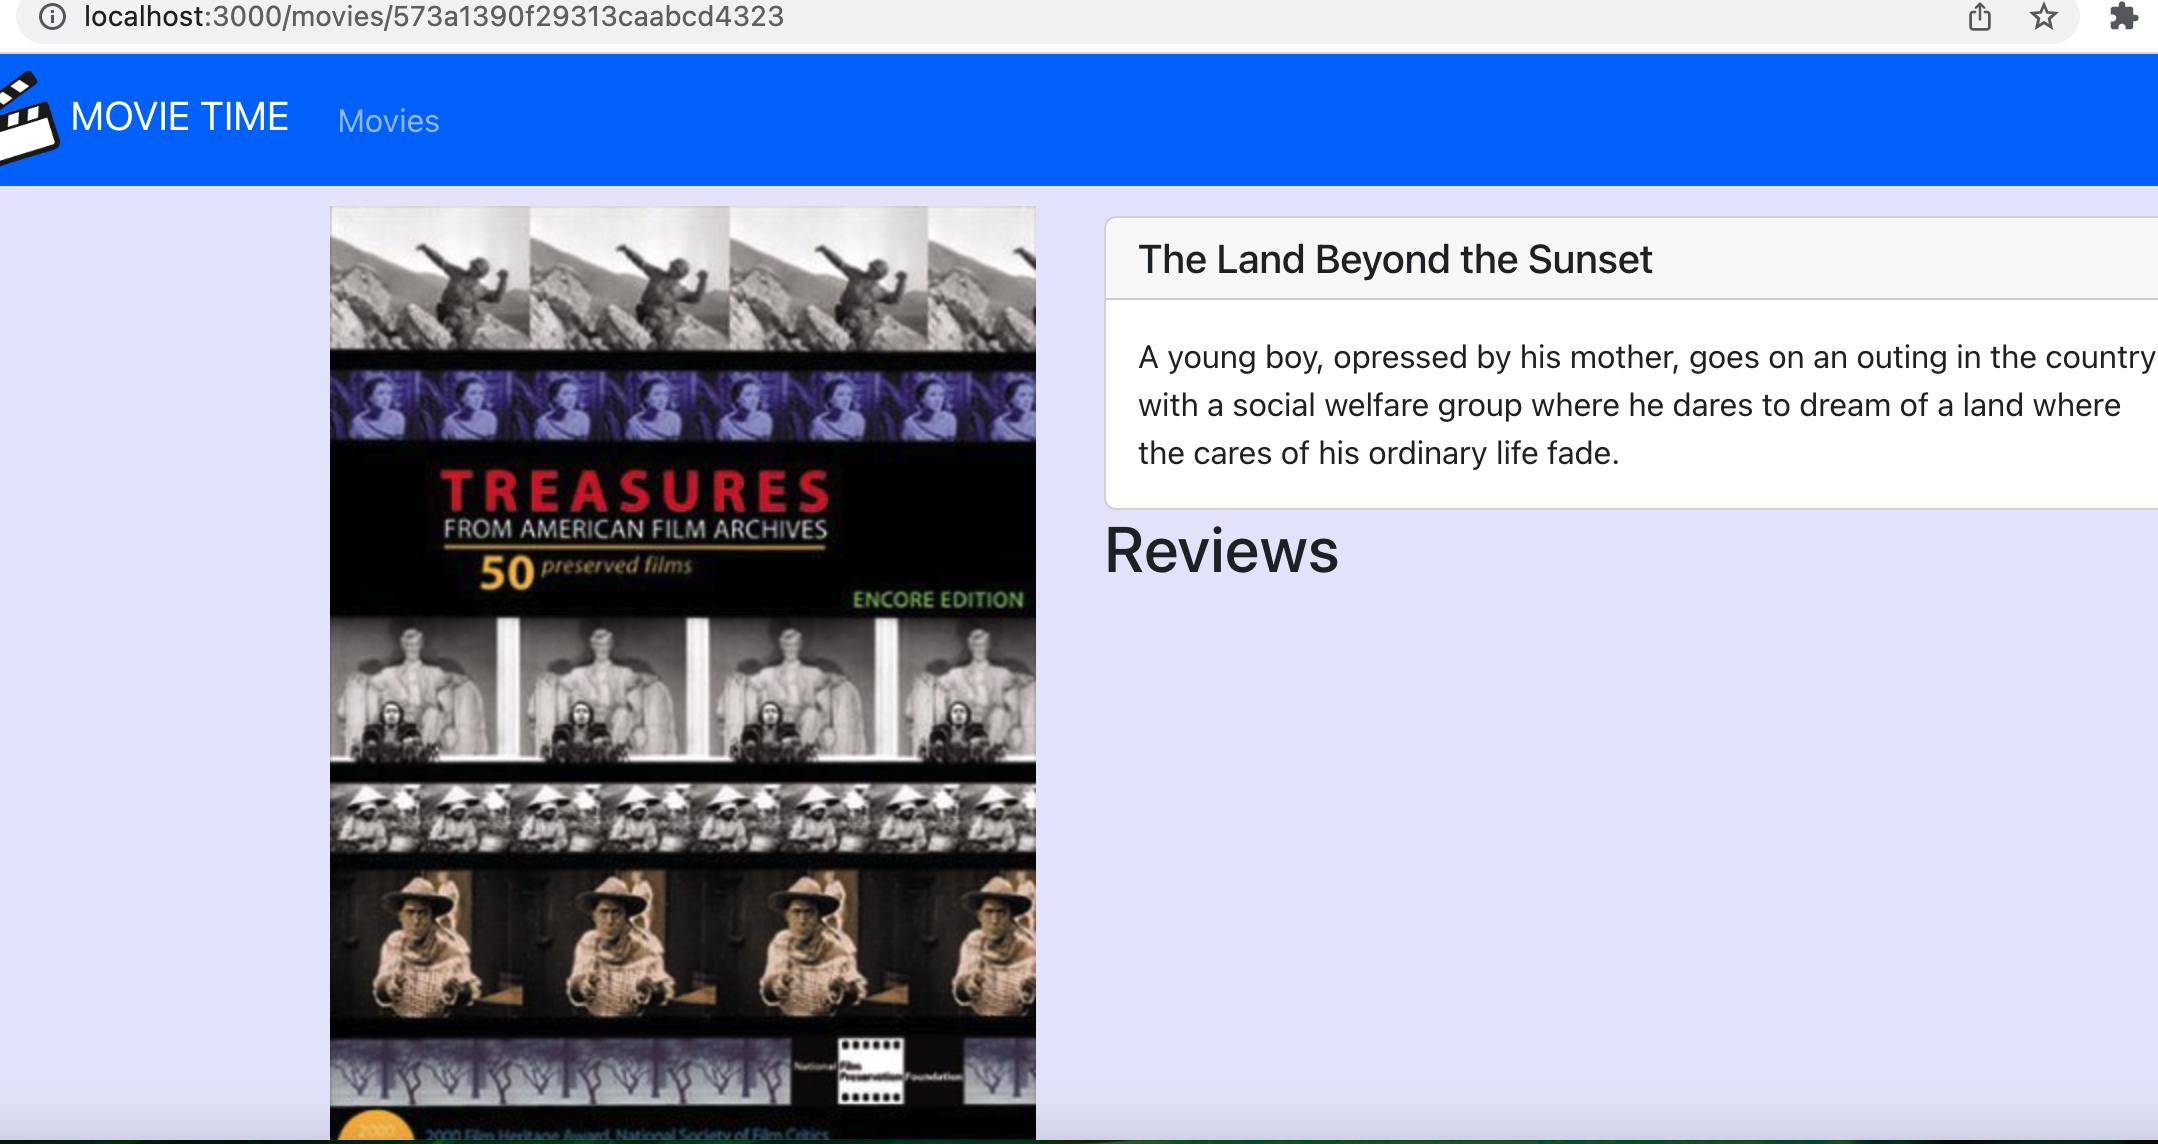 localhost:3000/movies/573a1390f29313caabcd4323
MOVIE TIME
Movies
TREASURES
FROM AMERICAN FILM ARCHIVES
50 preserved films
ENCORE EDITION
National Film Preservation Foundation
2000
2000 Film Heritage Award, National Society of Film Critics
The Land Beyond the Sunset
A young boy, opressed by his mother, goes on an outing in the country
with a social welfare group where he dares to dream of a land where
the cares of his ordinary life fade.
Reviews